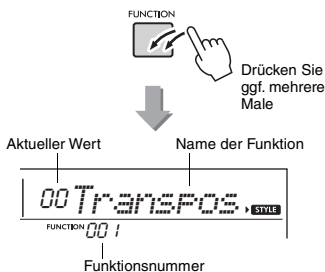 FUNCTION
Drücken Sie
ggf. mehrere
Male
Aktueller Wert
Name der Funktion
00 Transpos STYLE
FUNCTION 001
Funktionsnummer